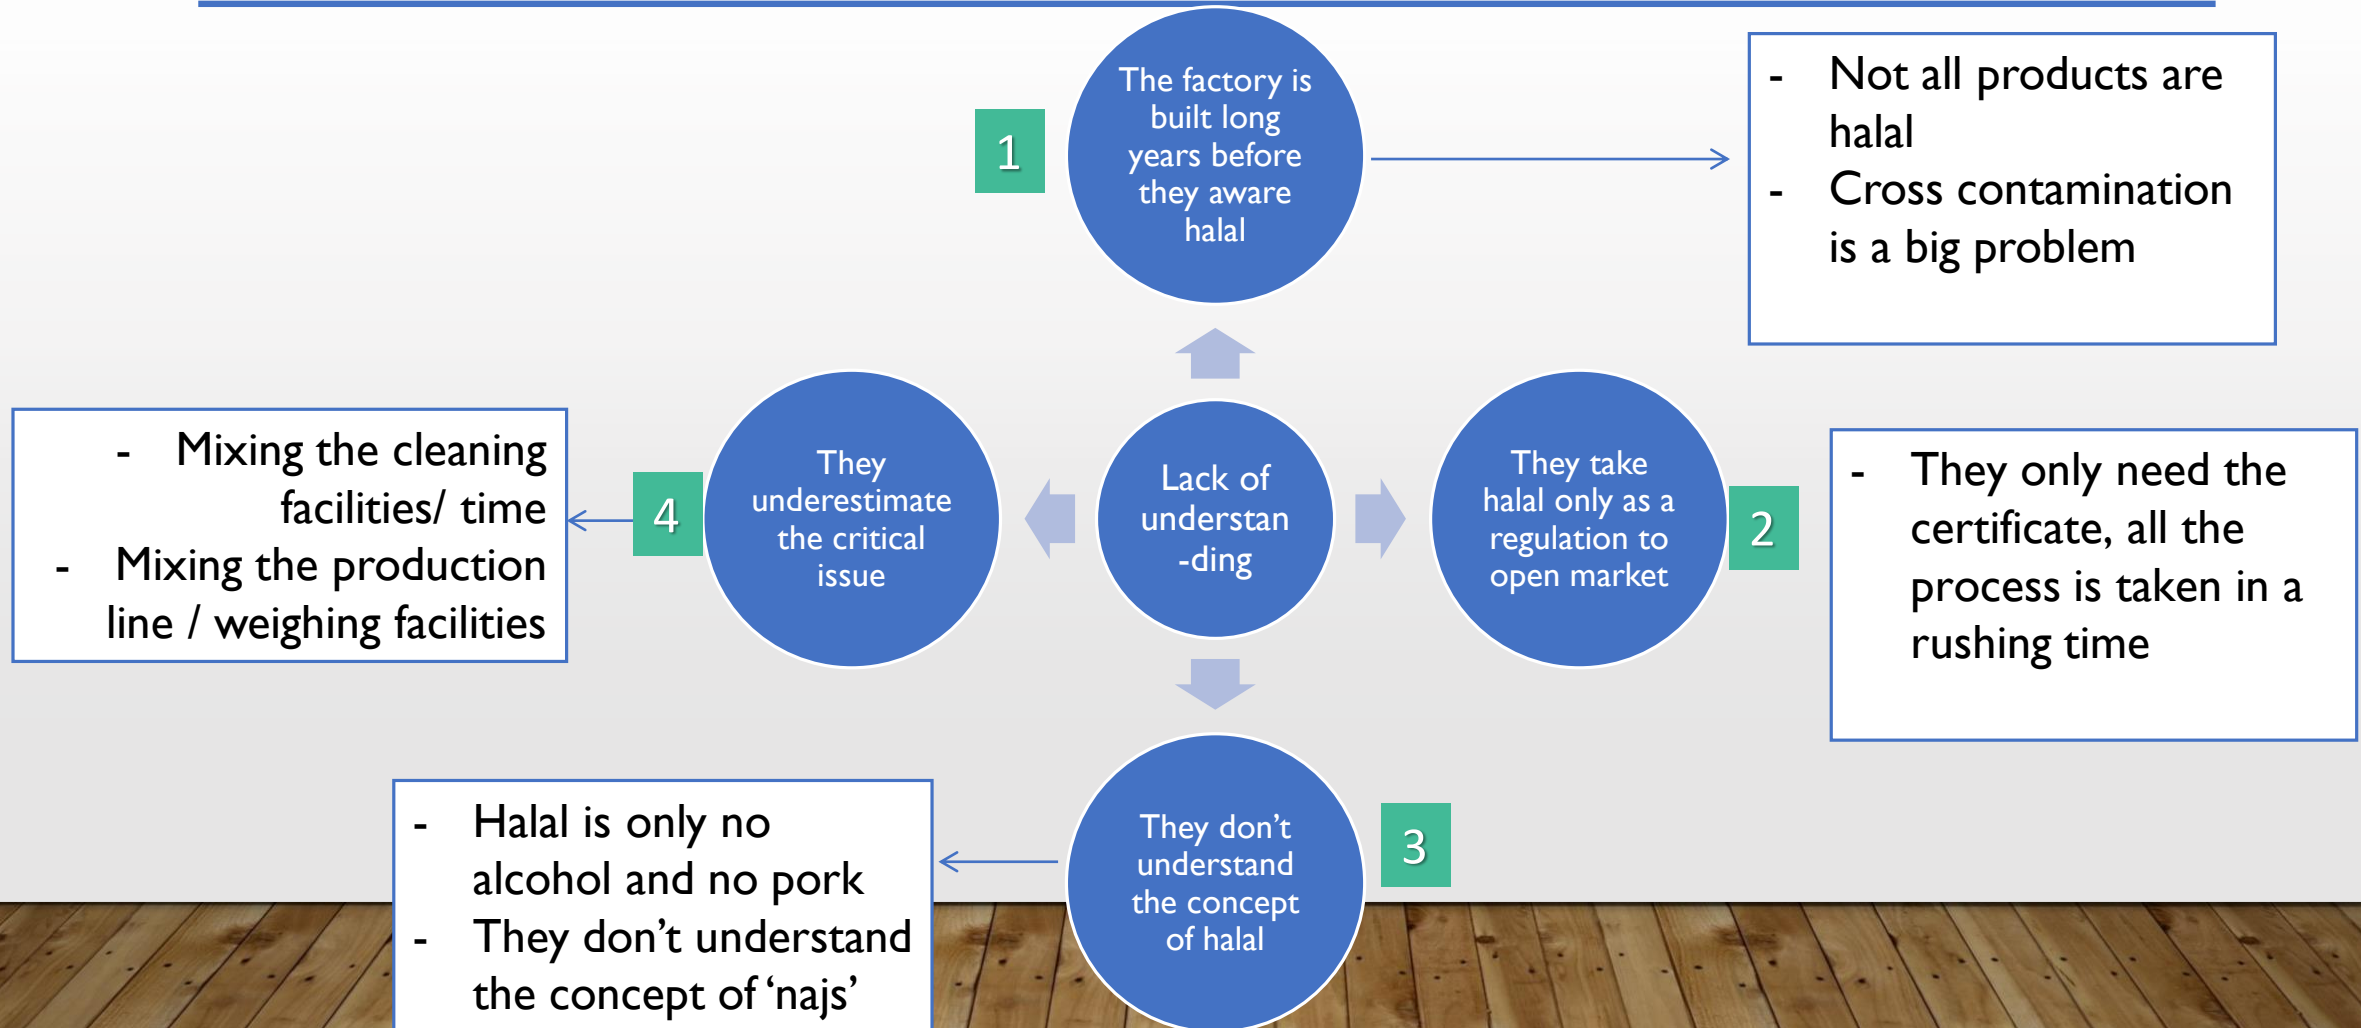 1
The factory is
built long
years before
they aware
halal
- Not all products are
halal
- Cross contamination
is a big problem
Lack of
understan
-ding
They take
halal only as a
regulation to
open market
2
- They only need the
certificate, all the
process is taken in a
rushing time
They don’t
understand
the concept
of halal
3
- Halal is only no
alcohol and no pork
- They don’t understand
the concept of ‘najs’
They
underestimate
the critical
issue
4
- Mixing the cleaning
facilities/ time
- Mixing the production
line / weighing facilities